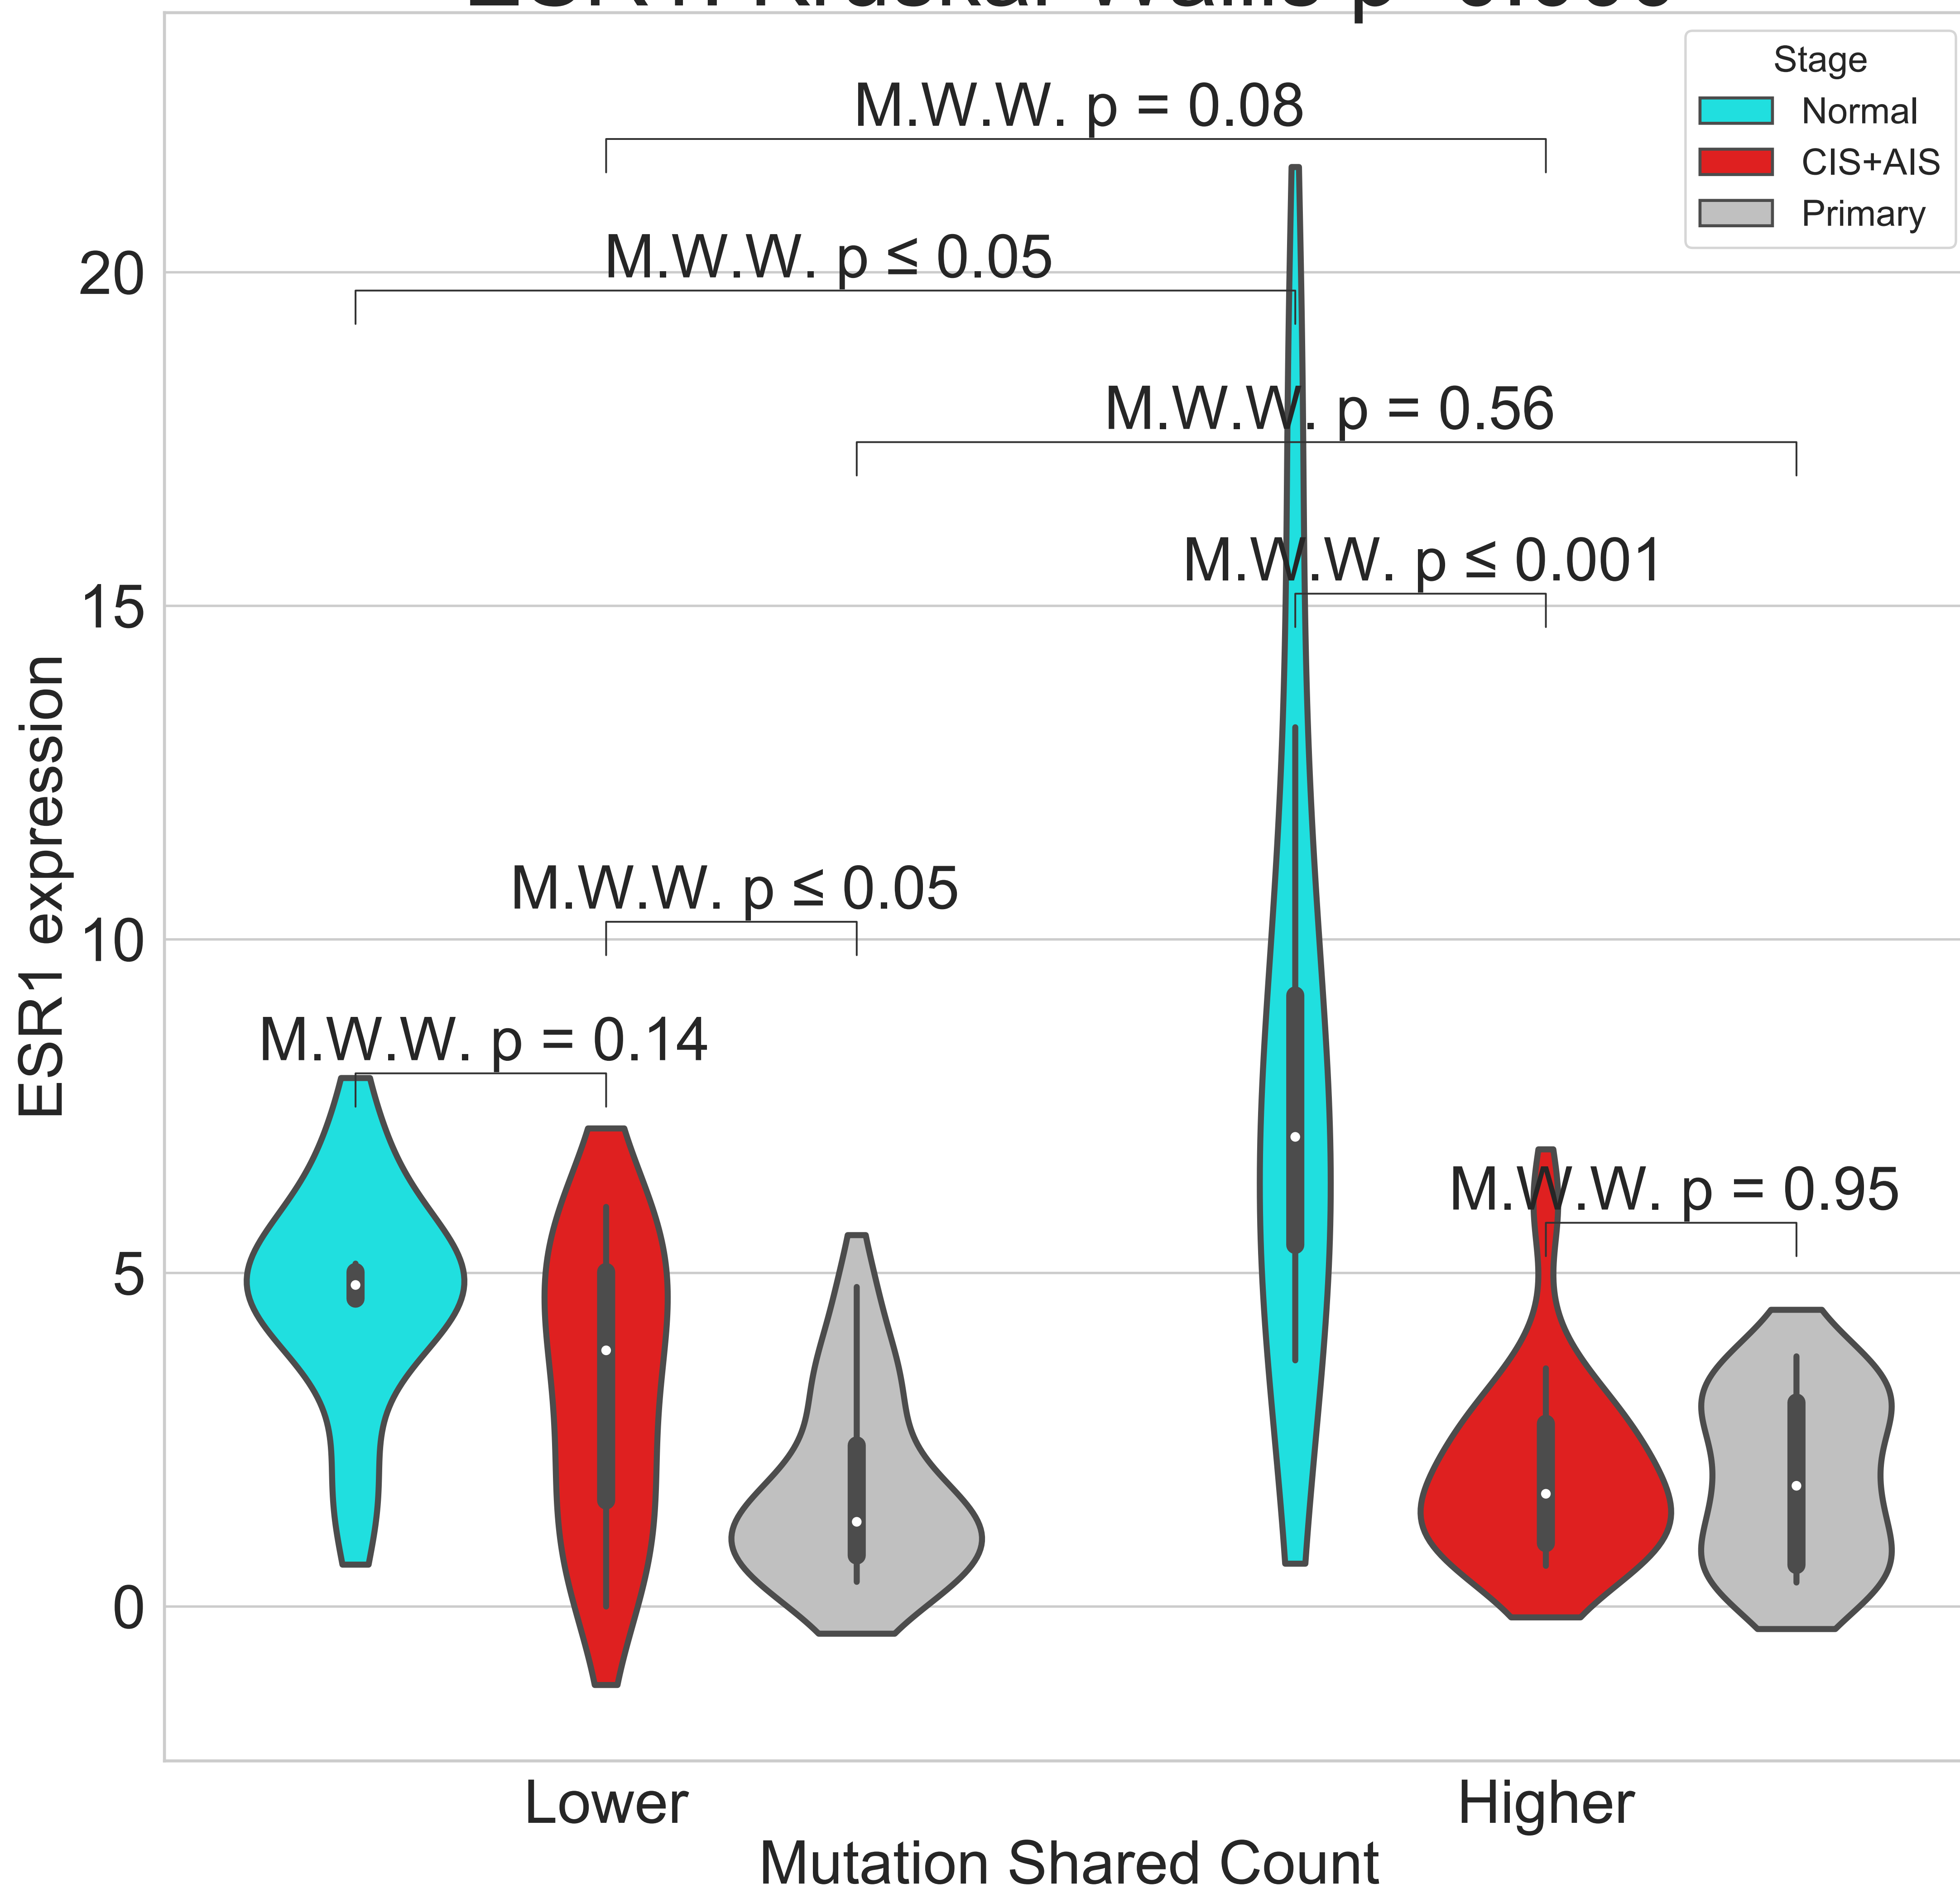 Stage
Normal
CIS+AIS
Primary
M.W.W. p = 0.08
M.W.W. p ≤ 0.05
M.W.W. p = 0.56
M.W.W. p ≤ 0.001
M.W.W. p ≤ 0.05
M.W.W. p = 0.14
M.W.W. p = 0.95
20
15
10
5
0
ESR1 expression
Lower
Higher
Mutation Shared Count